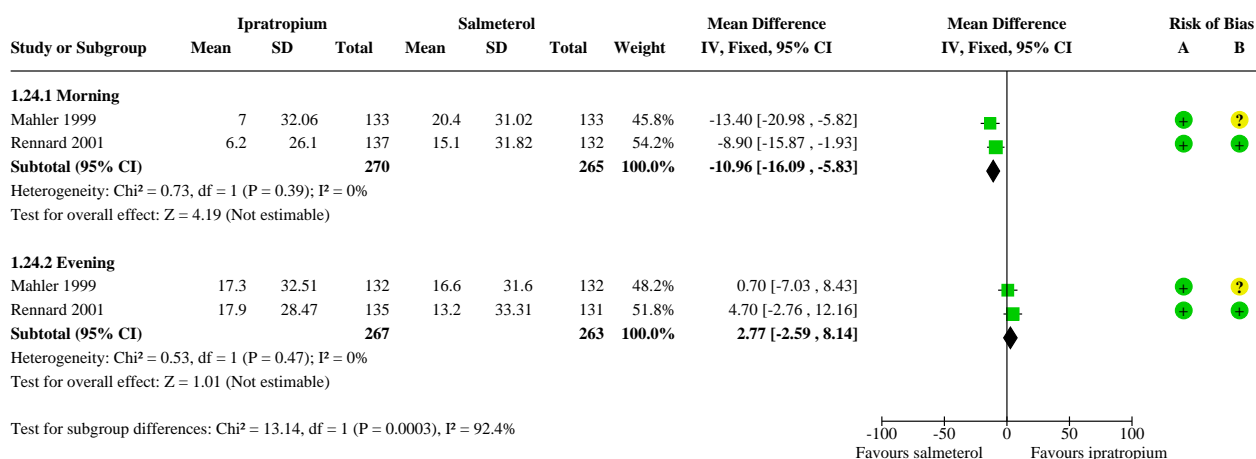 Ipratropium Salmeterol Mean Difference Mean Difference Risk of Bias
Study or Subgroup Mean SD Total Mean SD Total Weight IV, Fixed, 95% CI IV, Fixed, 95% CI A B
1.24.1 Morning
Mahler 1999 7 32.06 133 20.4 31.02 133 45.8% -13.40 [-20.98 , -5.82] + ?
Rennard 2001 6.2 26.1 137 15.1 31.82 132 54.2% -8.90 [-15.87 , -1.93] + +
Subtotal (95% CI) 270 265 100.0% -10.96 [-16.09 , -5.83]
Heterogeneity: Chi² = 0.73, df = 1 (P = 0.39); I² = 0%
Test for overall effect: Z = 4.19 (Not estimable)
1.24.2 Evening
Mahler 1999 17.3 32.51 132 16.6 31.6 132 48.2% 0.70 [-7.03 , 8.43] + ?
Rennard 2001 17.9 28.47 135 13.2 33.31 131 51.8% 4.70 [-2.76 , 12.16] + +
Subtotal (95% CI) 267 263 100.0% 2.77 [-2.59 , 8.14]
Heterogeneity: Chi² = 0.53, df = 1 (P = 0.47); I² = 0%
Test for overall effect: Z = 1.01 (Not estimable)
Test for subgroup differences: Chi² = 13.14, df = 1 (P = 0.0003), I² = 92.4%
-100 -50 0 50 100
Favours salmeterol Favours ipratropium